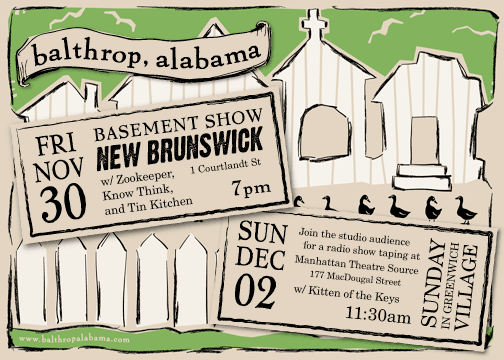 balthrop, alabama
FRI
NOV
30
BASEMENT SHOW
NEW BRUNSWICK
w/ Zookeeper, 1 Courtlandt St
Know Think,
and Tin Kitchen
7pm
SUN
DEC
02
Join the studio audience
for a radio show taping at
Manhattan Theatre Source
177 MacDougal Street
w/ Kitten of the Keys
11:30am
SUNDAY
IN GREENWICH
VILLAGE
www.balthropalabama.com